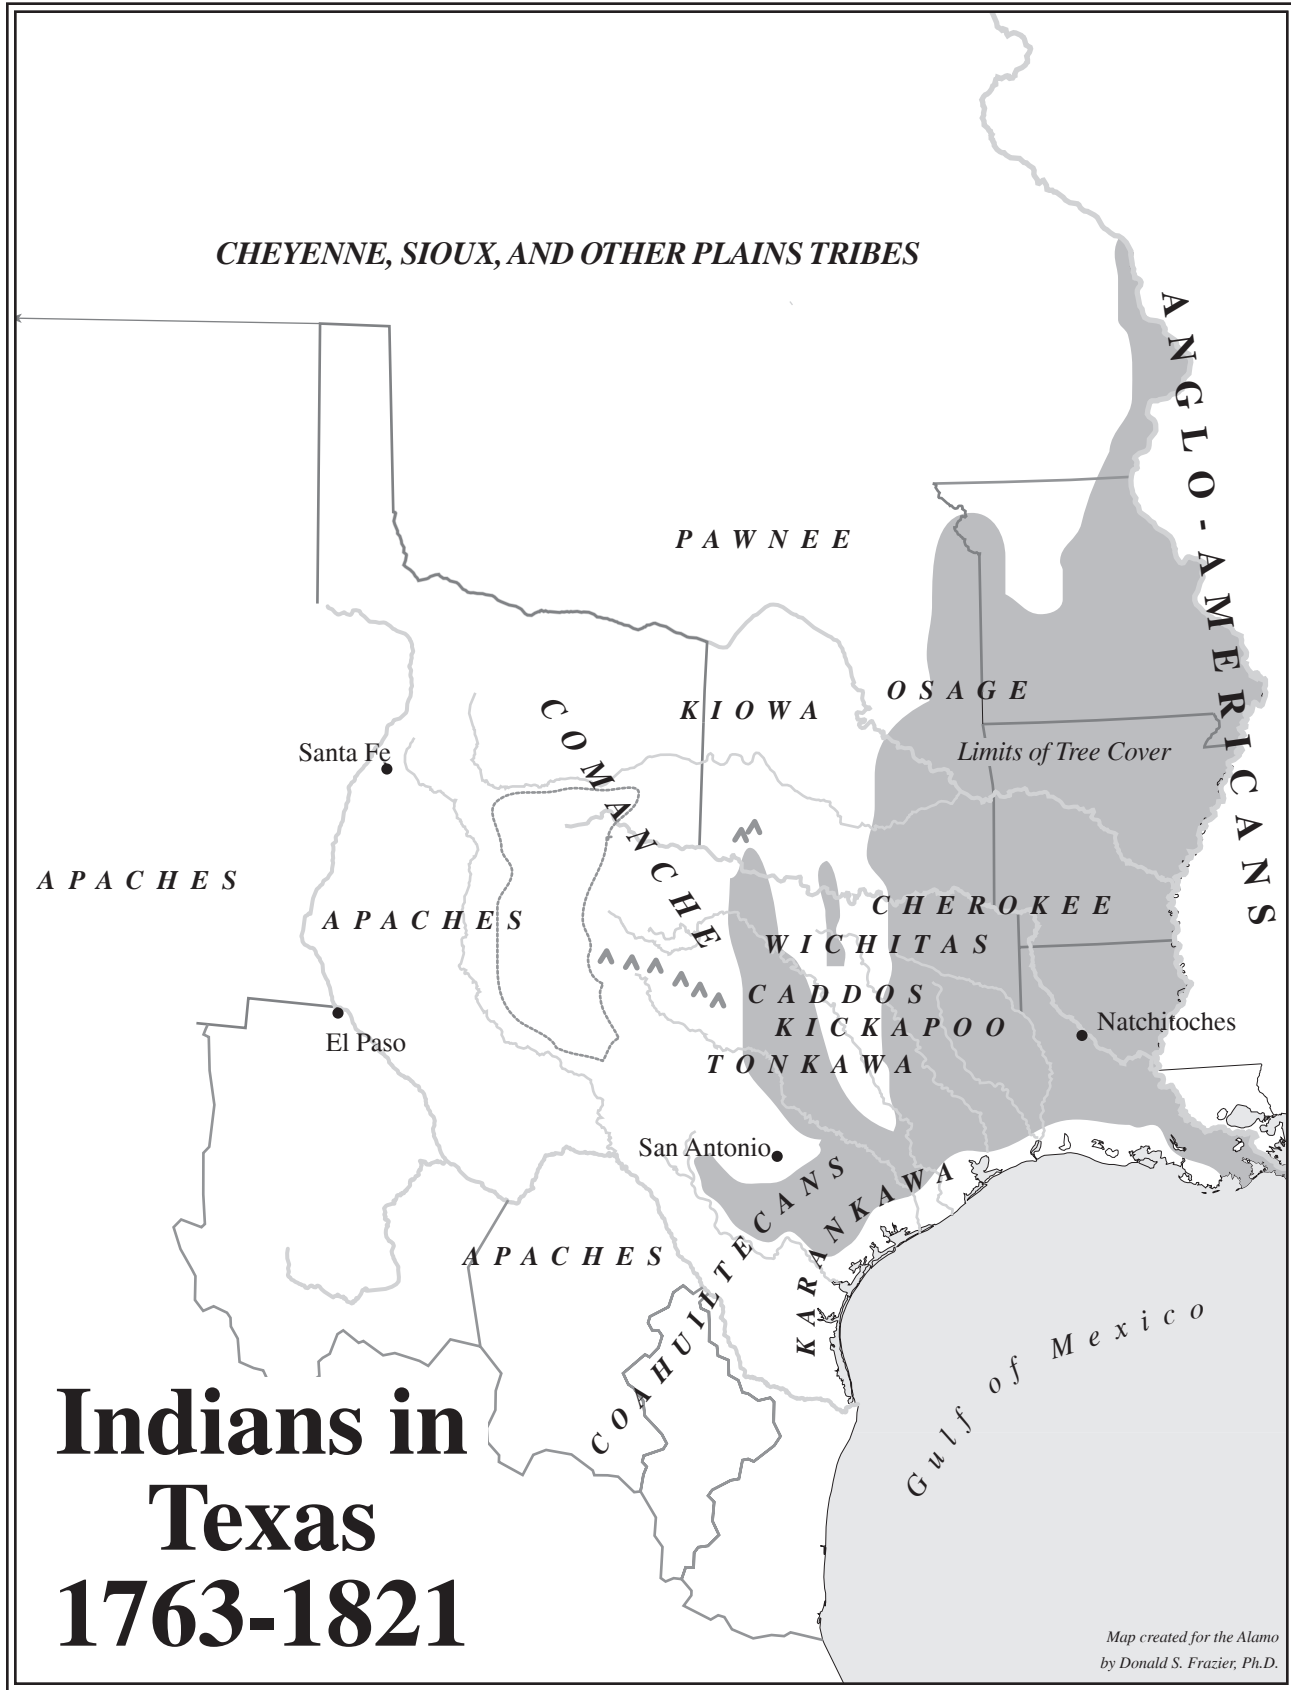 CHEYENNE, SIOUX, AND OTHER PLAINS TRIBES
ANGLO-AMERICANS
PAWNEE
OSAGE
KIOWA
COMANCHE
Santa Fe
Limits of Tree Cover
APACHES
APACHES
CHEROKEE
WICHITAS
CADDOS
KICKAPOO
Natchitoches
El Paso
TONKAWA
San Antonio
COAHUILTECANS
KARANKAWA
APACHES
Gulf of Mexico
Indians in
Texas
1763-1821
Map created for the Alamo
by Donald S. Frazier, Ph.D.